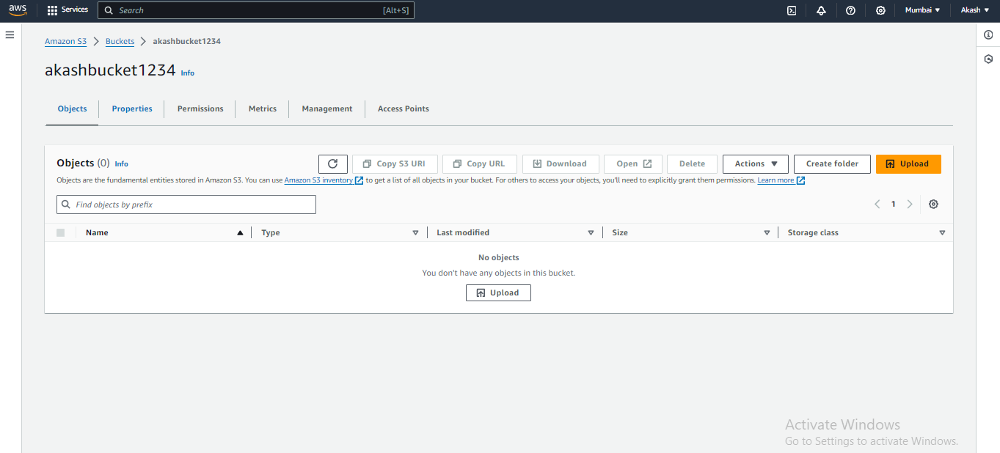 aws Services Search [Alt+S] Mumbai Akash
Amazon S3 Buckets akashbucket1234
akashbucket1234 Info
Objects Properties Permissions Metrics Management Access Points
Objects (0) Info Copy S3 URI Copy URL Download Open Delete Actions Create folder Upload
Objects are the fundamental entities stored in Amazon S3. You can use Amazon S3 inventory to get a list of all objects in your bucket. For others to access your objects, you'll need to explicitly grant them permissions. Learn more
Find objects by prefix 1
Name Type Last modified Size Storage class
No objects
You don't have any objects in this bucket.
Upload
Activate Windows
Go to Settings to activate Windows.